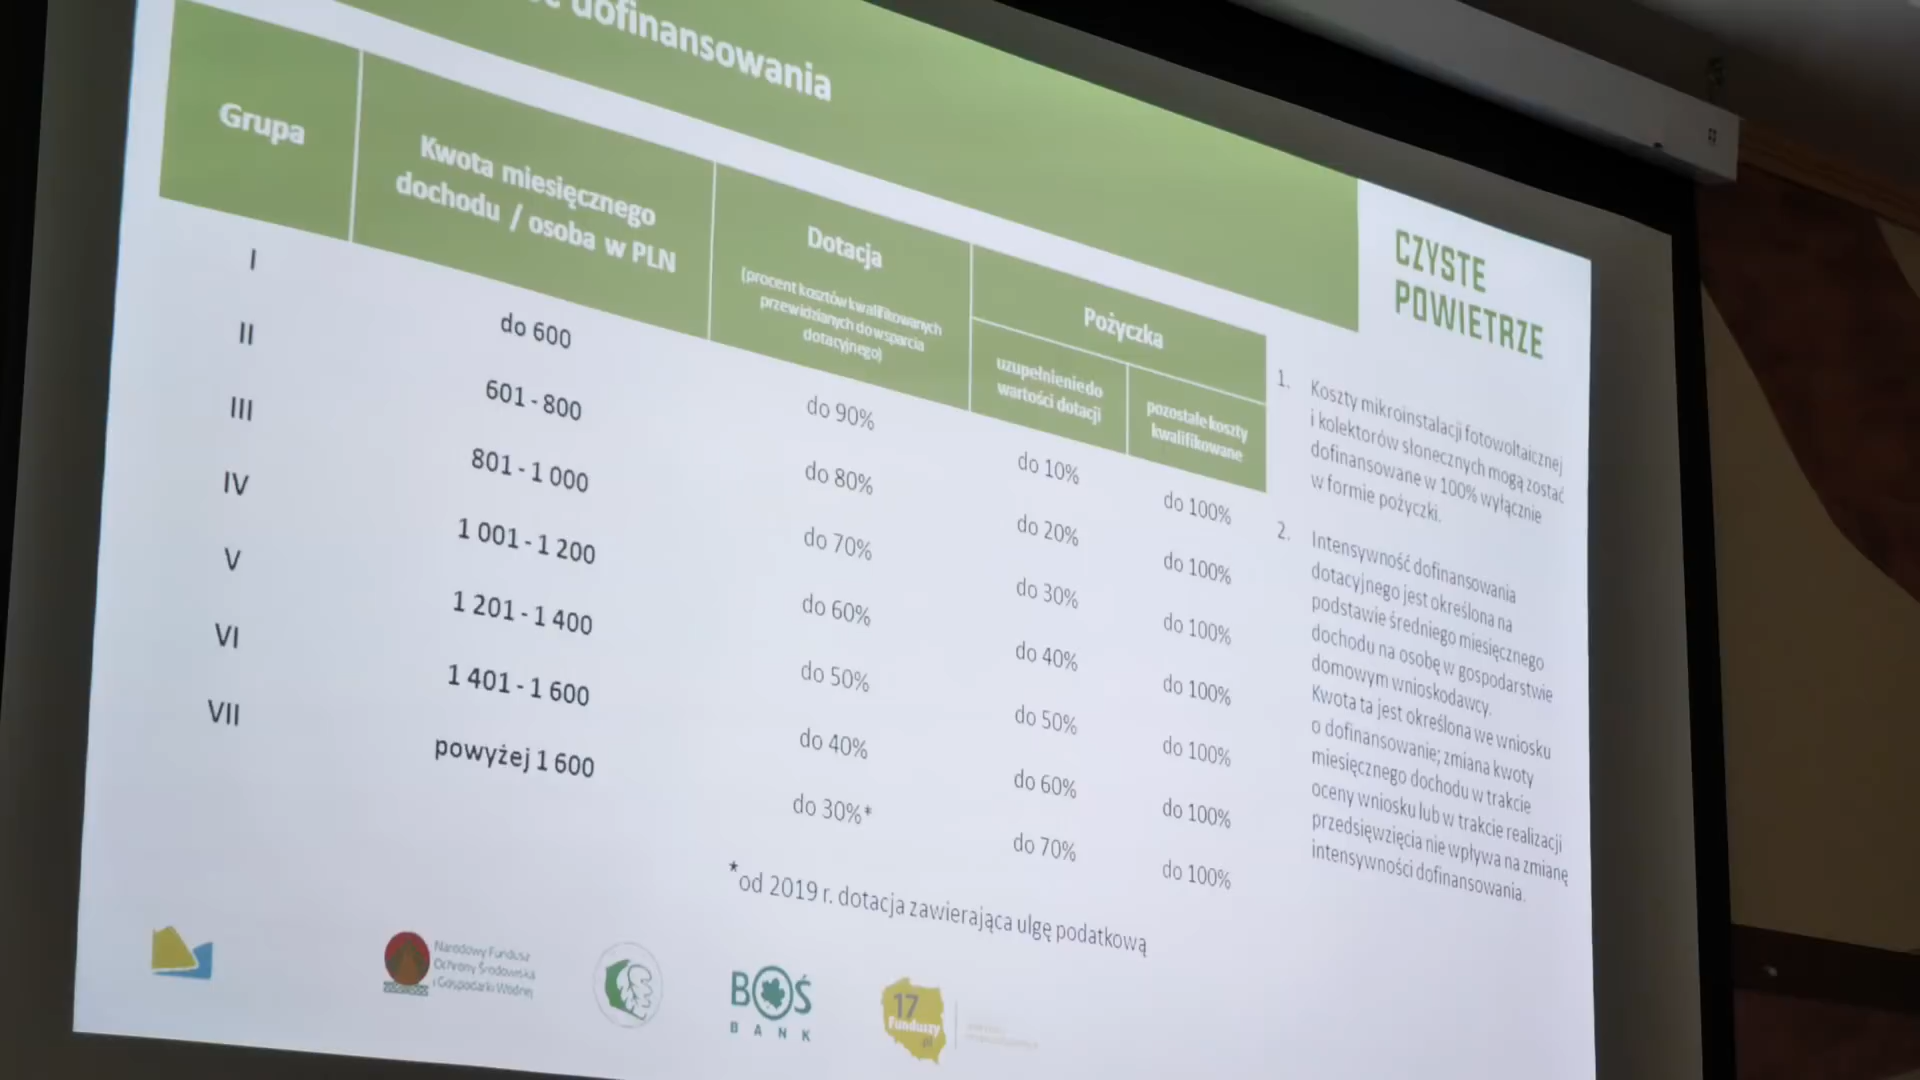 dofinansowania
Grupa
Kwota miesięcznego
dochodu / osoba w PLN
Dotacja
(procent kosztów kwalifikowanych
przewidzianych do wsparcia
dotacyjnego)
Pożyczka
uzupełnienie do
wartości dotacji
pozostałe koszty
kwalifikowane
I do 600 do 90% do 10% do 100%
II 601 - 800 do 80% do 20% do 100%
III 801 - 1 000 do 70% do 30% do 100%
IV 1 001 - 1 200 do 60% do 40% do 100%
V 1 201 - 1 400 do 50% do 50% do 100%
VI 1 401 - 1 600 do 40% do 60% do 100%
VII powyżej 1 600 do 30%* do 70% do 100%
*od 2019 r. dotacja zawierająca ulgę podatkową
CZYSTE
POWIETRZE
1. Koszty mikroinstalacji fotowoltaicznej
i kolektorów słonecznych mogą zostać
dofinansowane w 100% wyłącznie
w formie pożyczki.
2. Intensywność dofinansowania
dotacyjnego jest określona na
podstawie średniego miesięcznego
dochodu na osobę w gospodarstwie
domowym wnioskodawcy.
Kwota ta jest określona we wniosku
o dofinansowanie; zmiana kwoty
miesięcznego dochodu w trakcie
oceny wniosku lub w trakcie realizacji
przedsięwzięcia nie wpływa na zmianę
intensywności dofinansowania.
Narodowy Fundusz
Ochrony Środowiska
i Gospodarki Wodnej
BOŚ
BANK
17
Funduszy
.pl